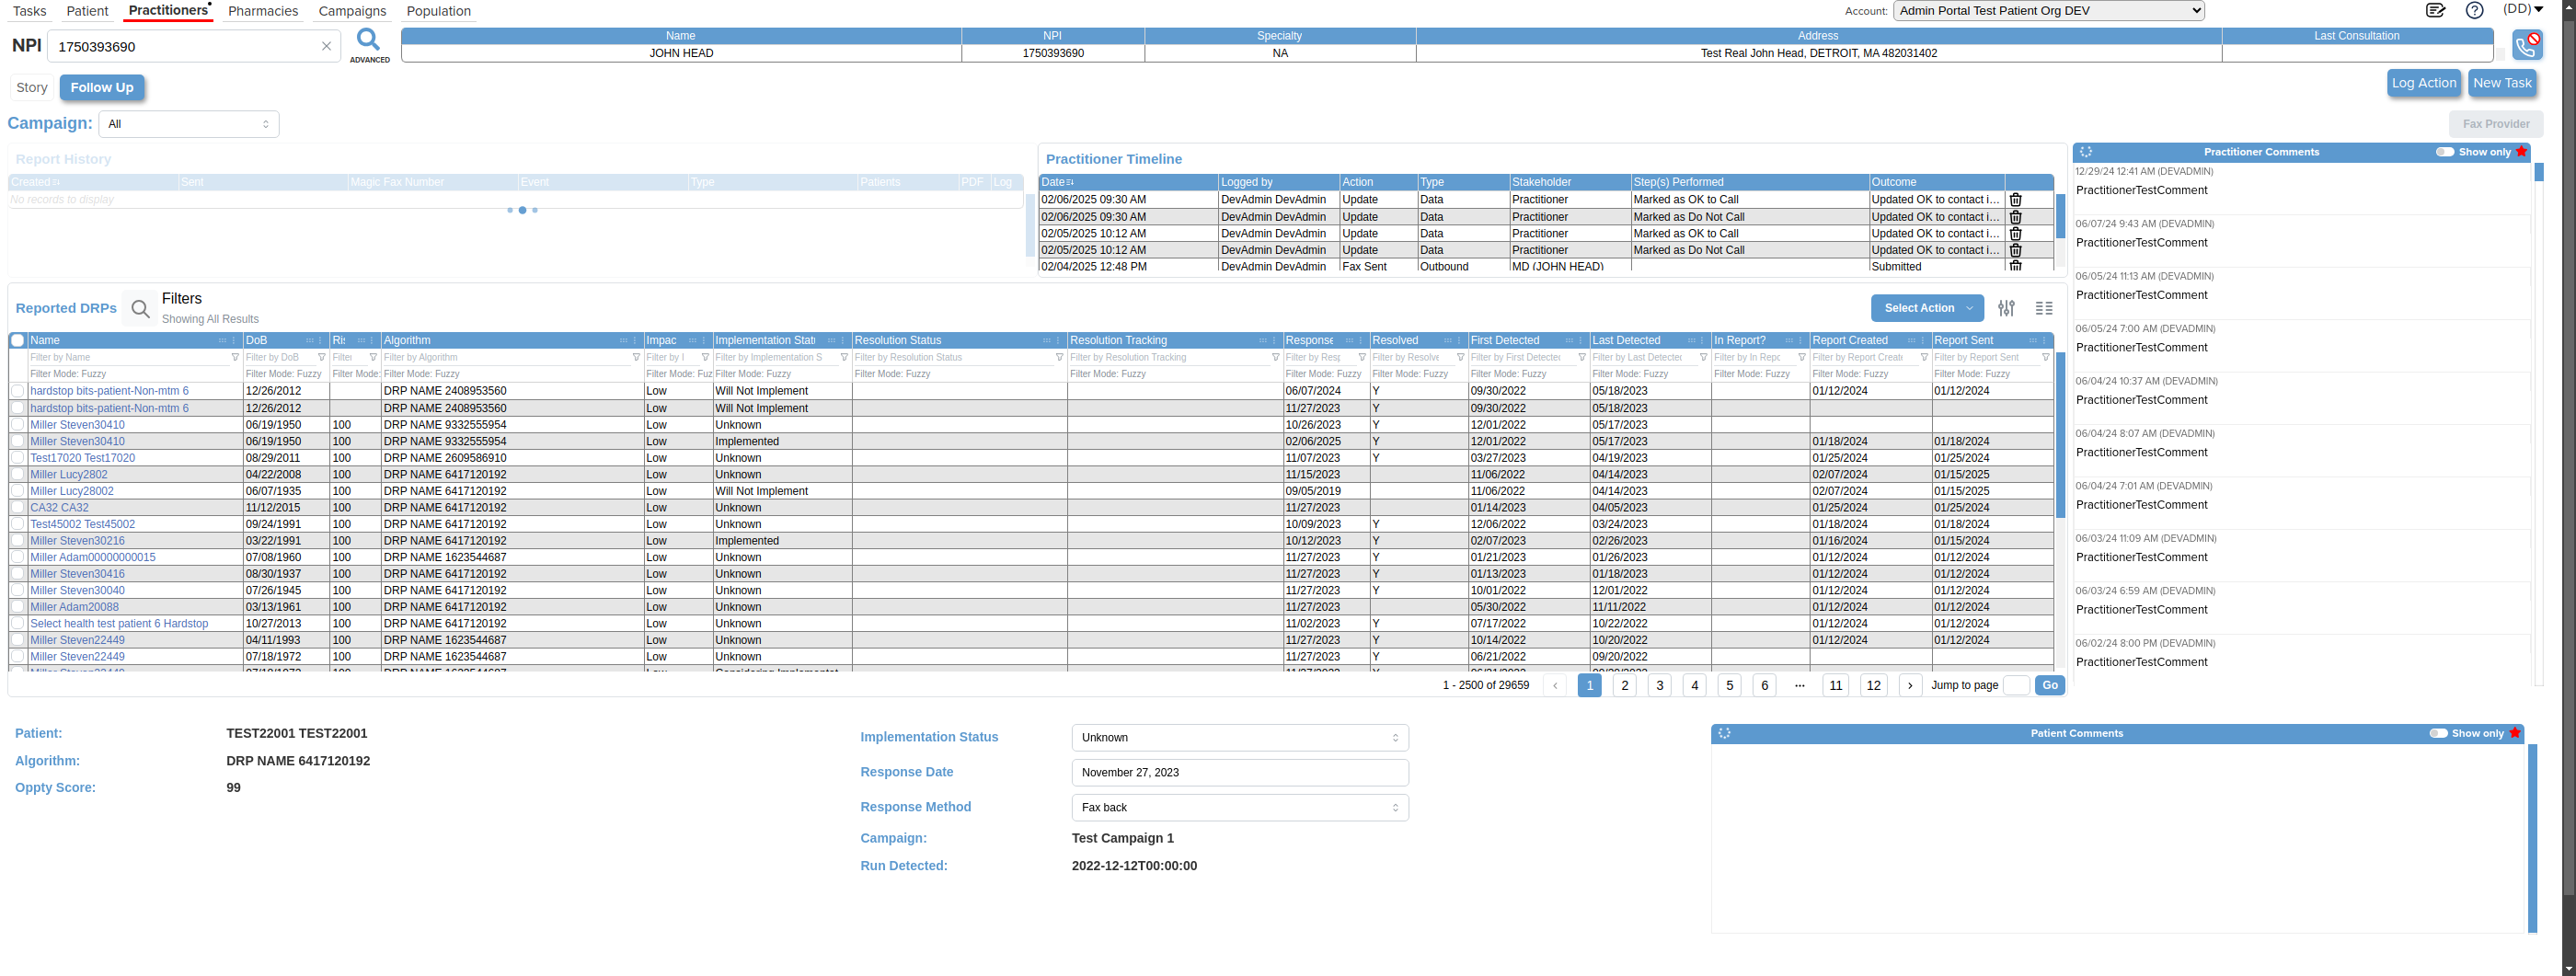 Tasks Patient Practitioners Pharmacies Campaigns Population Account: Admin Portal Test Patient Org DEV (DD)
NPI 1750393690 ADVANCED
Name NPI Specialty Address Last Consultation
JOHN HEAD 1750393690 NA Test Real John Head, DETROIT, MA 482031402
Story Follow Up Log Action New Task
Campaign: All Fax Provider
Report History
Created Sent Magic Fax Number Event Type Patients PDF Log
No records to display
Practitioner Timeline
Date Logged by Action Type Stakeholder Step(s) Performed Outcome
02/06/2025 09:30 AM DevAdmin DevAdmin Update Data Practitioner Marked as OK to Call Updated OK to contact i...
02/06/2025 09:30 AM DevAdmin DevAdmin Update Data Practitioner Marked as Do Not Call Updated OK to contact i...
02/05/2025 10:12 AM DevAdmin DevAdmin Update Data Practitioner Marked as OK to Call Updated OK to contact i...
02/05/2025 10:12 AM DevAdmin DevAdmin Update Data Practitioner Marked as Do Not Call Updated OK to contact i...
02/04/2025 12:48 PM DevAdmin DevAdmin Fax Sent Outbound MD (JOHN HEAD) Submitted
Practitioner Comments Show only
12/29/24 12:41 AM (DEVADMIN)
PractitionerTestComment
06/07/24 9:43 AM (DEVADMIN)
PractitionerTestComment
06/05/24 11:13 AM (DEVADMIN)
PractitionerTestComment
06/05/24 7:00 AM (DEVADMIN)
PractitionerTestComment
06/04/24 10:37 AM (DEVADMIN)
PractitionerTestComment
06/04/24 8:07 AM (DEVADMIN)
PractitionerTestComment
06/04/24 7:01 AM (DEVADMIN)
PractitionerTestComment
06/03/24 11:09 AM (DEVADMIN)
PractitionerTestComment
06/03/24 6:59 AM (DEVADMIN)
PractitionerTestComment
06/02/24 8:00 PM (DEVADMIN)
PractitionerTestComment
Reported DRPs Filters Select Action
Showing All Results
Name DoB Ris Algorithm Impac Implementation Stat Resolution Status Resolution Tracking Response Resolved First Detected Last Detected In Report? Report Created Report Sent
Filter by Name Filter by DoB Filter Filter by Algorithm Filter by I Filter by Implementation S Filter by Resolution Status Filter by Resolution Tracking Filter by Resp Filter by Resolve Filter by First Detected Filter by Last Detected Filter by In Repo Filter by Report Create Filter by Report Sent
Filter Mode: Fuzzy Filter Mode: Fuzzy Filter Mode: Filter Mode: Fuzzy Filter Mode: Fuz Filter Mode: Fuzzy Filter Mode: Fuzzy Filter Mode: Fuzzy Filter Mode: Fuzzy Filter Mode: Fuzzy Filter Mode: Fuzzy Filter Mode: Fuzzy Filter Mode: Fuzzy Filter Mode: Fuzzy Filter Mode: Fuzzy
hardstop bits-patient-Non-mtm 6 12/26/2012 DRP NAME 2408953560 Low Will Not Implement 06/07/2024 Y 09/30/2022 05/18/2023 01/12/2024 01/12/2024
hardstop bits-patient-Non-mtm 6 12/26/2012 DRP NAME 2408953560 Low Will Not Implement 11/27/2023 Y 09/30/2022 05/18/2023
Miller Steven30410 06/19/1950 100 DRP NAME 9332555954 Low Unknown 10/26/2023 Y 12/01/2022 05/17/2023
Miller Steven30410 06/19/1950 100 DRP NAME 9332555954 Low Implemented 02/06/2025 Y 12/01/2022 05/17/2023 01/18/2024 01/18/2024
Test17020 Test17020 08/29/2011 100 DRP NAME 2609586910 Low Unknown 11/07/2023 Y 03/27/2023 04/19/2023 01/25/2024 01/25/2024
Miller Lucy2802 04/22/2008 100 DRP NAME 6417120192 Low Unknown 11/15/2023 11/06/2022 04/14/2023 02/07/2024 01/15/2025
Miller Lucy28002 06/07/1935 100 DRP NAME 6417120192 Low Will Not Implement 09/05/2019 11/06/2022 04/14/2023 02/07/2024 01/15/2025
CA32 CA32 11/12/2015 100 DRP NAME 6417120192 Low Unknown 11/27/2023 01/14/2023 04/05/2023 01/25/2024 01/25/2024
Test45002 Test45002 09/24/1991 100 DRP NAME 6417120192 Low Unknown 10/09/2023 Y 12/06/2022 03/24/2023 01/18/2024 01/18/2024
Miller Steven30216 03/22/1991 100 DRP NAME 6417120192 Low Implemented 10/12/2023 Y 02/07/2023 02/26/2023 01/16/2024 01/15/2024
Miller Adam00000000015 07/08/1960 100 DRP NAME 1623544687 Low Unknown 11/27/2023 Y 01/21/2023 01/26/2023 01/12/2024 01/12/2024
Miller Steven30416 08/30/1937 100 DRP NAME 6417120192 Low Unknown 11/27/2023 Y 01/13/2023 01/18/2023 01/12/2024 01/12/2024
Miller Steven30040 07/26/1945 100 DRP NAME 6417120192 Low Unknown 11/27/2023 Y 10/01/2022 12/01/2022 01/12/2024 01/12/2024
Miller Adam20088 03/13/1961 100 DRP NAME 6417120192 Low Unknown 11/27/2023 05/30/2022 11/11/2022 01/12/2024 01/12/2024
Select health test patient 6 Hardstop 10/27/2013 100 DRP NAME 6417120192 Low Unknown 11/02/2023 Y 07/17/2022 10/22/2022 01/12/2024 01/12/2024
Miller Steven22449 04/11/1993 100 DRP NAME 1623544687 Low Unknown 11/27/2023 Y 10/14/2022 10/20/2022 01/12/2024 01/12/2024
Miller Steven22449 07/18/1972 100 DRP NAME 1623544687 Low Unknown 11/27/2023 Y 06/21/2022 09/20/2022
1 - 2500 of 29659 1 2 3 4 5 6 ••• 11 12 Jump to page Go
Patient: TEST22001 TEST22001
Algorithm: DRP NAME 6417120192
Oppty Score: 99
Implementation Status Unknown
Response Date November 27, 2023
Response Method Fax back
Campaign: Test Campaign 1
Run Detected: 2022-12-12T00:00:00
Patient Comments Show only